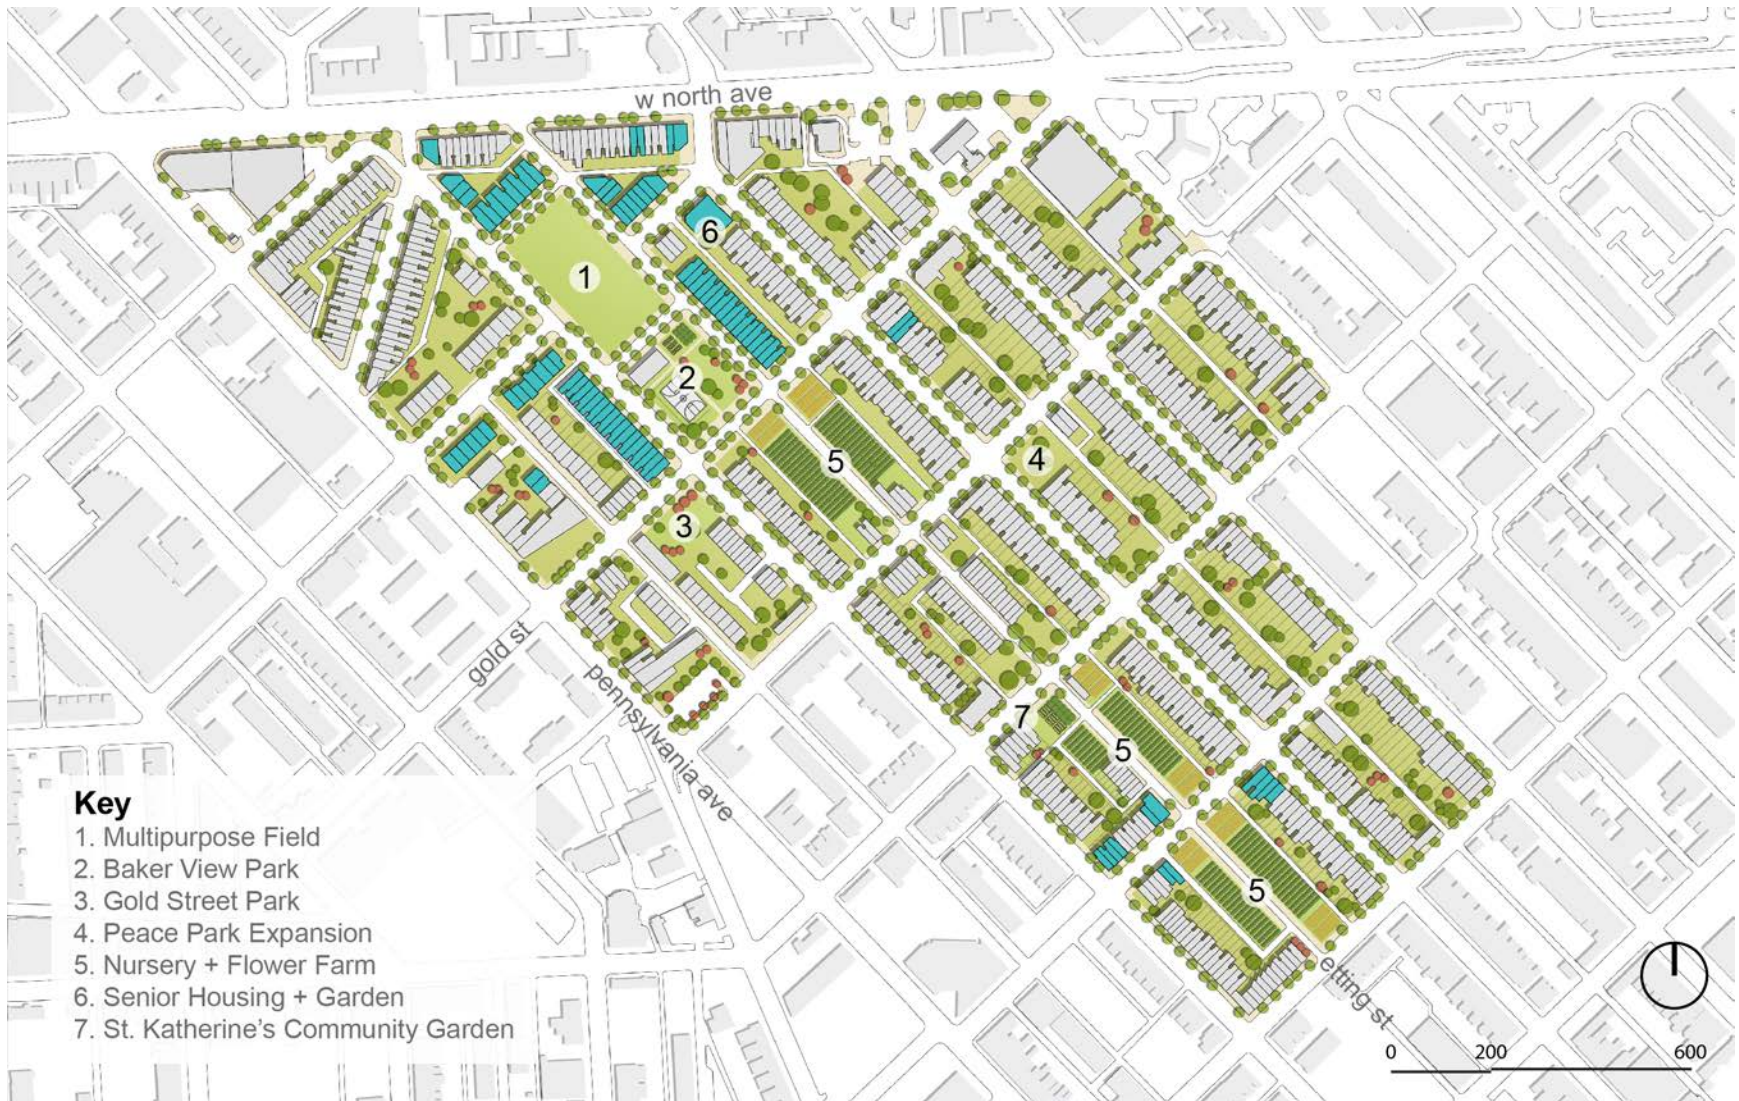 w north ave
6
1
2
5
4
3
gold st
pennsylvania ave
7
5
5
etting st
Key
1. Multipurpose Field
2. Baker View Park
3. Gold Street Park
4. Peace Park Expansion
5. Nursery + Flower Farm
6. Senior Housing + Garden
7. St. Katherine's Community Garden
0 200 600